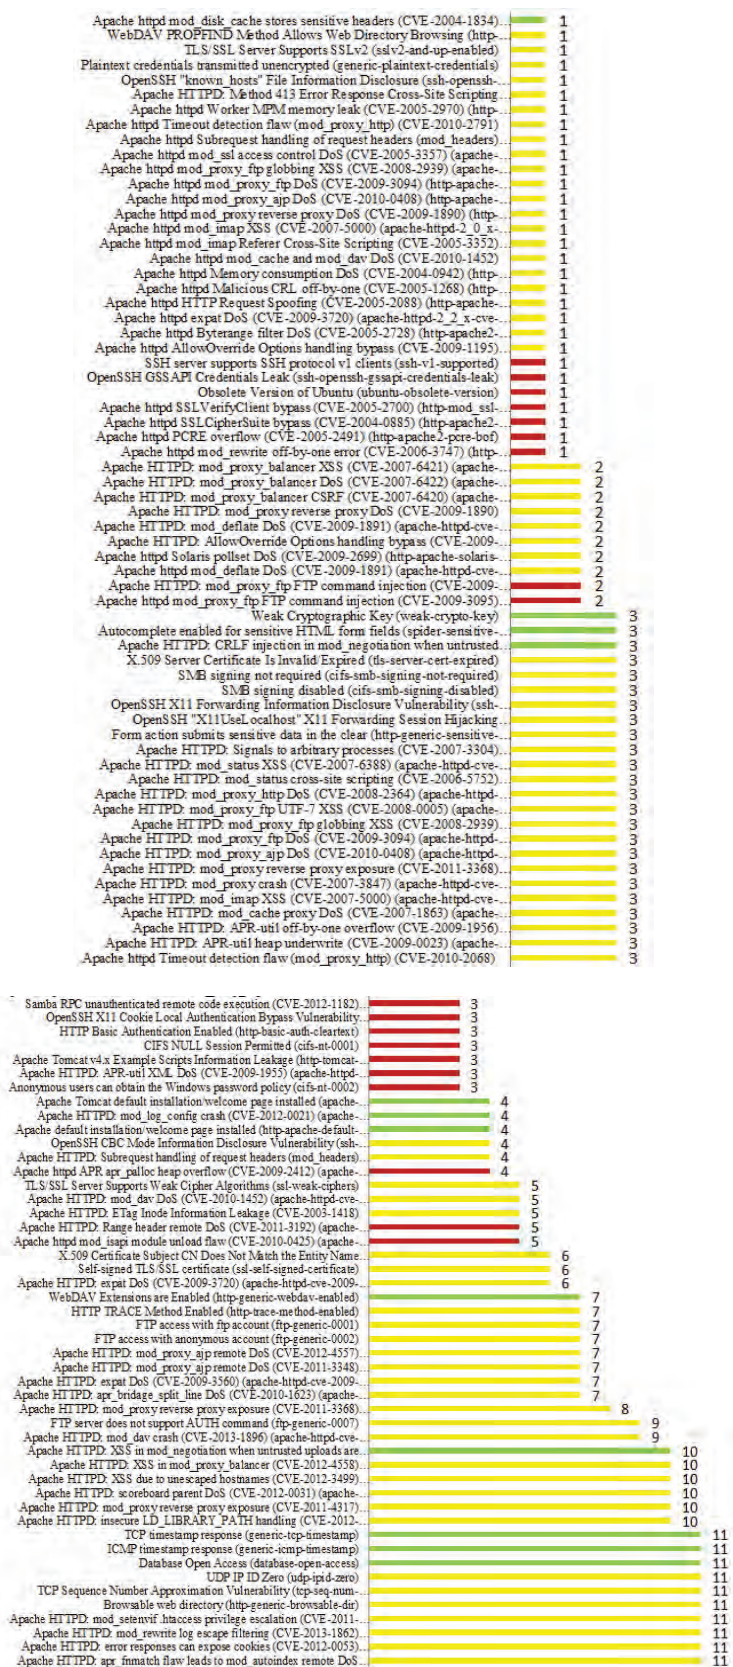 Apache httpd mod_disk_cache stores sensitive headers (CVE-2004-1834)... 1
WebDAV PROPFIND Method Allows Web Directory Browsing (http-... 1
TLS/SSL Server Supports SSLv2 (sslv2-and-up-enabled) 1
Plaintext credentials transmitted unencrypted (generic-plaintext-credentials) 1
OpenSSH "known_hosts" File Information Disclosure (ssh-openssh-... 1
Apache HTTPD: Method 413 Error Response Cross-Site Scripting... 1
Apache httpd Worker MPM memory leak (CVE-2005-2970) (http-... 1
Apache httpd Timeout detection flaw (mod_proxy_http) (CVE-2010-2791) 1
Apache httpd Subrequest handling of request headers (mod_headers)... 1
Apache httpd mod_ssl access control DoS (CVE-2005-3357) (apache-... 1
Apache httpd mod_proxy_ftp globbing XSS (CVE-2008-2939) (apache-... 1
Apache httpd mod_proxy_ftp DoS (CVE-2009-3094) (http-apache-... 1
Apache httpd mod_proxy_ajp DoS (CVE-2010-0408) (http-apache-... 1
Apache httpd mod_proxy reverse proxy DoS (CVE-2009-1890) (http-... 1
Apache httpd mod_imap XSS (CVE-2007-5000) (apache-httpd-2_0_x-... 1
Apache httpd mod_imap Referer Cross-Site Scripting (CVE-2005-3352)... 1
Apache httpd mod_cache and mod_dav DoS (CVE-2010-1452) 1
Apache httpd Memory consumption DoS (CVE-2004-0942) (http-... 1
Apache httpd Malicious CRL off-by-one (CVE-2005-1268) (http-... 1
Apache httpd HTTP Request Spoofing (CVE-2005-2088) (http-apache-... 1
Apache httpd expat DoS (CVE-2009-3720) (apache-httpd-2_2_x-cve-... 1
Apache httpd Byterange filter DoS (CVE-2005-2728) (http-apache2-... 1
Apache httpd AllowOverride Options handling bypass (CVE-2009-1195)... 1
SSH server supports SSH protocol v1 clients (ssh-v1-supported) 1
OpenSSH GSSAPI Credentials Leak (ssh-openssh-gssapi-credentials-leak) 1
Obsolete Version of Ubuntu (ubuntu-obsolete-version) 1
Apache httpd SSLVerifyClient bypass (CVE-2005-2700) (http-mod_ssl-... 1
Apache httpd SSLCipherSuite bypass (CVE-2004-0885) (http-apache2-... 1
Apache httpd PCRE overflow (CVE-2005-2491) (http-apache2-pcre-bof) 1
Apache httpd mod_rewrite off-by-one error (CVE-2006-3747) (http-... 1
Apache HTTPD: mod_proxy_balancer XSS (CVE-2007-6421) (apache-... 2
Apache HTTPD: mod_proxy_balancer DoS (CVE-2007-6422) (apache-... 2
Apache HTTPD: mod_proxy_balancer CSRF (CVE-2007-6420) (apache-... 2
Apache HTTPD: mod_proxy reverse proxy DoS (CVE-2009-1890) 2
Apache HTTPD: mod_deflate DoS (CVE-2009-1891) (apache-httpd-cve-... 2
Apache HTTPD: AllowOverride Options handling bypass (CVE-2009-... 2
Apache httpd Solaris pollset DoS (CVE-2009-2699) (http-apache-solaris-... 2
Apache httpd mod_deflate DoS (CVE-2009-1891) (apache-httpd-cve-... 2
Apache HTTPD: mod_proxy_ftp FTP command injection (CVE-2009-... 2
Apache httpd mod_proxy_ftp FTP command injection (CVE-2009-3095)... 2
Weak Cryptographic Key (weak-crypto-key) 3
Autocomplete enabled for sensitive HTML form fields (spider-sensitive-... 3
Apache HTTPD: CRLF injection in mod_negotiation when untrusted... 3
X.509 Server Certificate Is Invalid/Expired (tls-server-cert-expired) 3
SMB signing not required (cifs-smb-signing-not-required) 3
SMB signing disabled (cifs-smb-signing-disabled) 3
OpenSSH X11 Forwarding Information Disclosure Vulnerability (ssh-... 3
OpenSSH "X11UseLocalhost" X11 Forwarding Session Hijacking... 3
Form action submits sensitive data in the clear (http-generic-sensitive-... 3
Apache HTTPD: Signals to arbitrary processes (CVE-2007-3304)... 3
Apache HTTPD: mod_status XSS (CVE-2007-6388) (apache-httpd-cve-... 3
Apache HTTPD: mod_status cross-site scripting (CVE-2006-5752)... 3
Apache HTTPD: mod_proxy_http DoS (CVE-2008-2364) (apache-httpd-... 3
Apache HTTPD: mod_proxy_ftp UTF-7 XSS (CVE-2008-0005) (apache-... 3
Apache HTTPD: mod_proxy_ftp globbing XSS (CVE-2008-2939)... 3
Apache HTTPD: mod_proxy_ftp DoS (CVE-2009-3094) (apache-httpd-... 3
Apache HTTPD: mod_proxy_ajp DoS (CVE-2010-0408) (apache-httpd-... 3
Apache HTTPD: mod_proxy reverse proxy exposure (CVE-2011-3368)... 3
Apache HTTPD: mod_proxy crash (CVE-2007-3847) (apache-httpd-cve-... 3
Apache HTTPD: mod_imap XSS (CVE-2007-5000) (apache-httpd-cve-... 3
Apache HTTPD: mod_cache proxy DoS (CVE-2007-1863) (apache-... 3
Apache HTTPD: APR-util off-by-one overflow (CVE-2009-1956)... 3
Apache HTTPD: APR-util heap underwrite (CVE-2009-0023) (apache-... 3
Apache httpd Timeout detection flaw (mod_proxy_http) (CVE-2010-2068) 3
Samba RPC unauthenticated remote code execution (CVE-2012-1182)... 3
OpenSSH X11 Cookie Local Authentication Bypass Vulnerability... 3
HTTP Basic Authentication Enabled (http-basic-auth-cleartext) 3
CIFS NULL Session Permitted (cifs-nt-0001) 3
Apache Tomcat v4.x Example Scripts Information Leakage (http-tomcat-... 3
Apache HTTPD: APR-util XML DoS (CVE-2009-1955) (apache-httpd-... 3
Anonymous users can obtain the Windows password policy (cifs-nt-0002) 3
Apache Tomcat default installation/welcome page installed (apache-... 4
Apache HTTPD: mod_log_config crash (CVE-2012-0021) (apache-... 4
Apache default installation/welcome page installed (http-apache-default-... 4
OpenSSH CBC Mode Information Disclosure Vulnerability (ssh-... 4
Apache HTTPD: Subrequest handling of request headers (mod_headers)... 4
Apache httpd APR apr_palloc heap overflow (CVE-2009-2412) (apache-... 4
TLS/SSL Server Supports Weak Cipher Algorithms (ssl-weak-ciphers) 5
Apache HTTPD: mod_dav DoS (CVE-2010-1452) (apache-httpd-cve-... 5
Apache HTTPD: ETag Inode Information Leakage (CVE-2003-1418)... 5
Apache HTTPD: Range header remote DoS (CVE-2011-3192) (apache-... 5
Apache httpd mod_isapi module unload flaw (CVE-2010-0425) (apache-... 5
X.509 Certificate Subject CN Does Not Match the Entity Name... 6
Self-signed TLS/SSL certificate (ssl-self-signed-certificate) 6
Apache HTTPD: expat DoS (CVE-2009-3720) (apache-httpd-cve-2009-... 6
WebDAV Extensions are Enabled (http-generic-webdav-enabled) 7
HTTP TRACE Method Enabled (http-trace-method-enabled) 7
FTP access with ftp account (ftp-generic-0001) 7
FTP access with anonymous account (ftp-generic-0002) 7
Apache HTTPD: mod_proxy_ajp remote DoS (CVE-2012-4557)... 7
Apache HTTPD: mod_proxy_ajp remote DoS (CVE-2011-3348)... 7
Apache HTTPD: expat DoS (CVE-2009-3560) (apache-httpd-cve-2009-... 7
Apache HTTPD: apr_bridage_split_line DoS (CVE-2010-1623) (apache-... 7
Apache HTTPD: mod_proxy reverse proxy exposure (CVE-2011-3368)... 8
FTP server does not support AUTH command (ftp-generic-0007) 9
Apache HTTPD: mod_dav crash (CVE-2013-1896) (apache-httpd-cve-... 9
Apache HTTPD: XSS in mod_negotiation when untrusted uploads are... 10
Apache HTTPD: XSS in mod_proxy_balancer (CVE-2012-4558)... 10
Apache HTTPD: XSS due to unescaped hostnames (CVE-2012-3499)... 10
Apache HTTPD: scoreboard parent DoS (CVE-2012-0031) (apache-... 10
Apache HTTPD: mod_proxy reverse proxy exposure (CVE-2011-4317)... 10
Apache HTTPD: insecure LD_LIBRARY_PATH handling (CVE-2012-... 10
TCP timestamp response (generic-tcp-timestamp) 11
ICMP timestamp response (generic-icmp-timestamp) 11
Database Open Access (database-open-access) 11
UDP IP ID Zero (udp-ipid-zero) 11
TCP Sequence Number Approximation Vulnerability (tcp-seq-num-... 11
Browsable web directory (http-generic-browsable-dir) 11
Apache HTTPD: mod_setenvif .htaccess privilege escalation (CVE-2011-... 11
Apache HTTPD: mod_rewrite log escape filtering (CVE-2013-1862)... 11
Apache HTTPD: error responses can expose cookies (CVE-2012-0053)... 11
Apache HTTPD: apr_fnmatch flaw leads to mod_autoindex remote DoS... 11